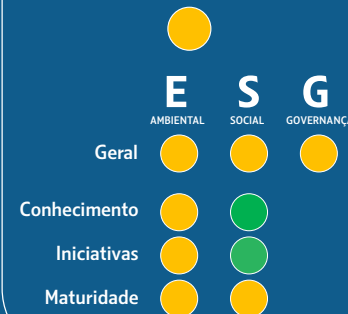 E S G
AMBIENTAL SOCIAL GOVERNANÇ
Geral
Conhecimento
Iniciativas
Maturidade